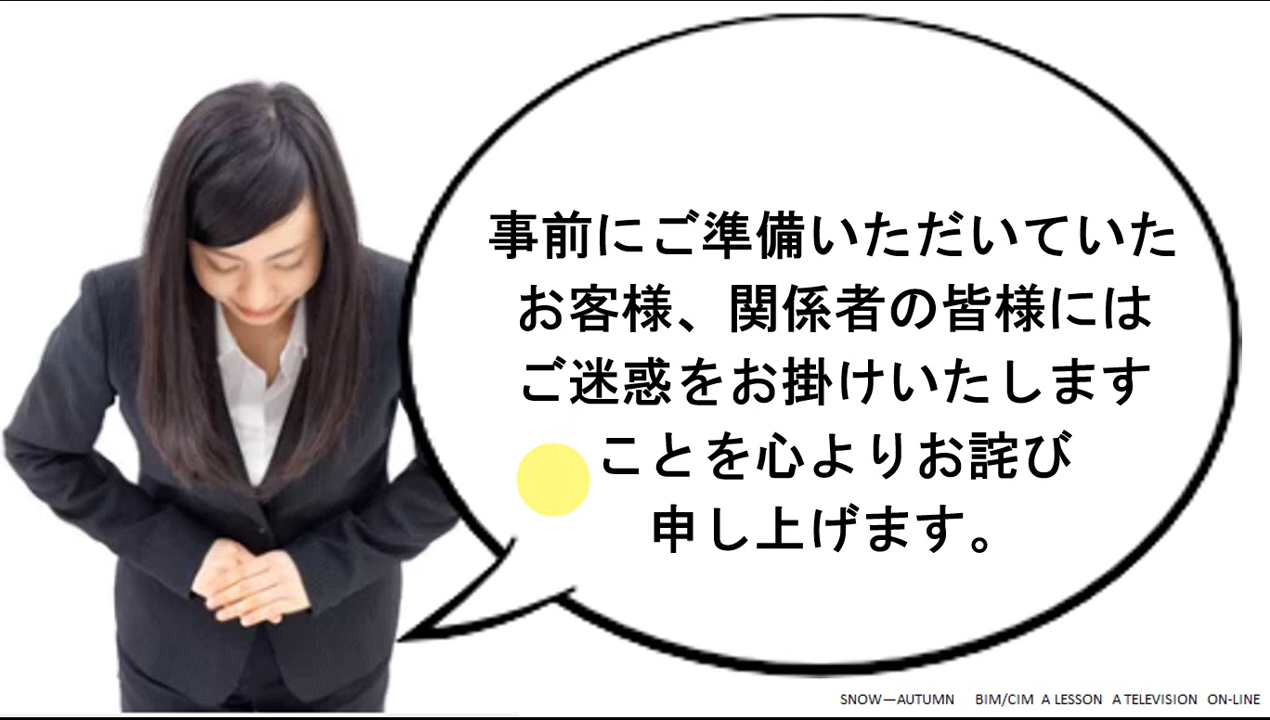 事前にご準備いただいていた
お客様、関係者の皆様には
ご迷惑をお掛けいたします
ことを心よりお詫び
申し上げます。
SNOW―AUTUMN BIM/CIM A LESSON A TELEVISION ON-LINE